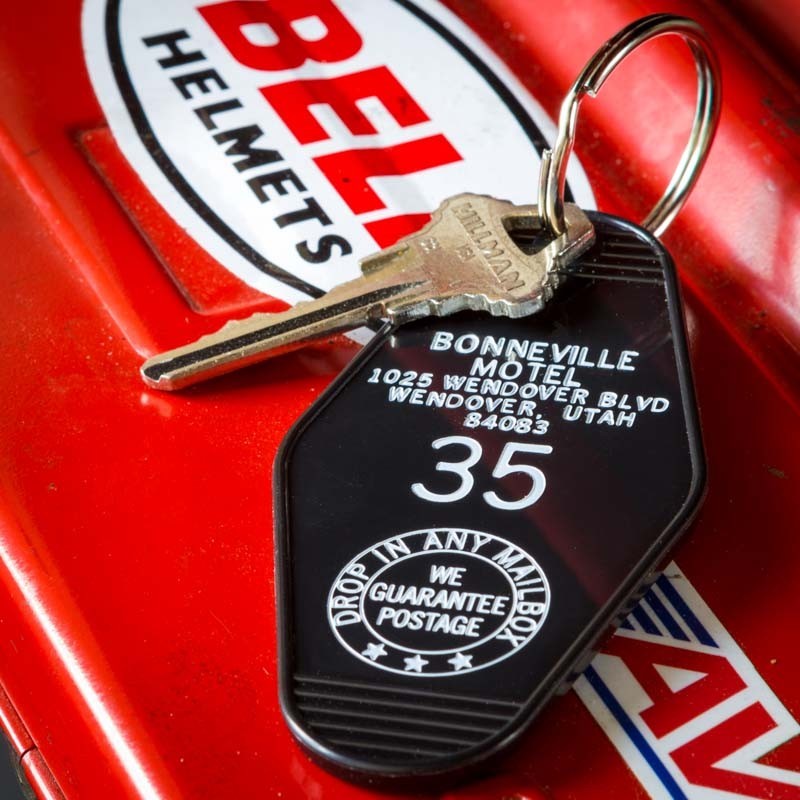 BELL
HELMETS
HILLMAN
BONNEVILLE
MOTEL
1025 WENDOVER BLVD
WENDOVER, UTAH
84083
35
DROP IN ANY MAILBOX
WE
GUARANTEE
POSTAGE
AV